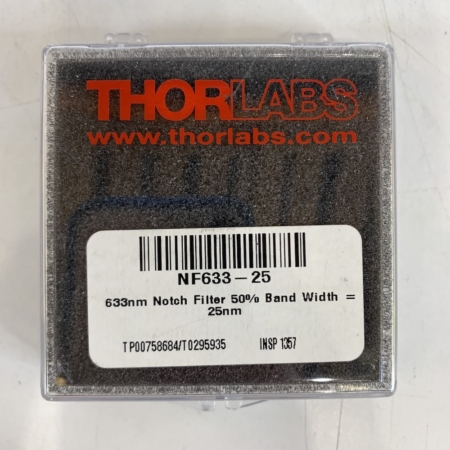 THORLABS
www.thorlabs.com
NF633-25
633nm Notch Filter 50% Band Width =
25nm
TP00758684/T0295935 INSP 1357